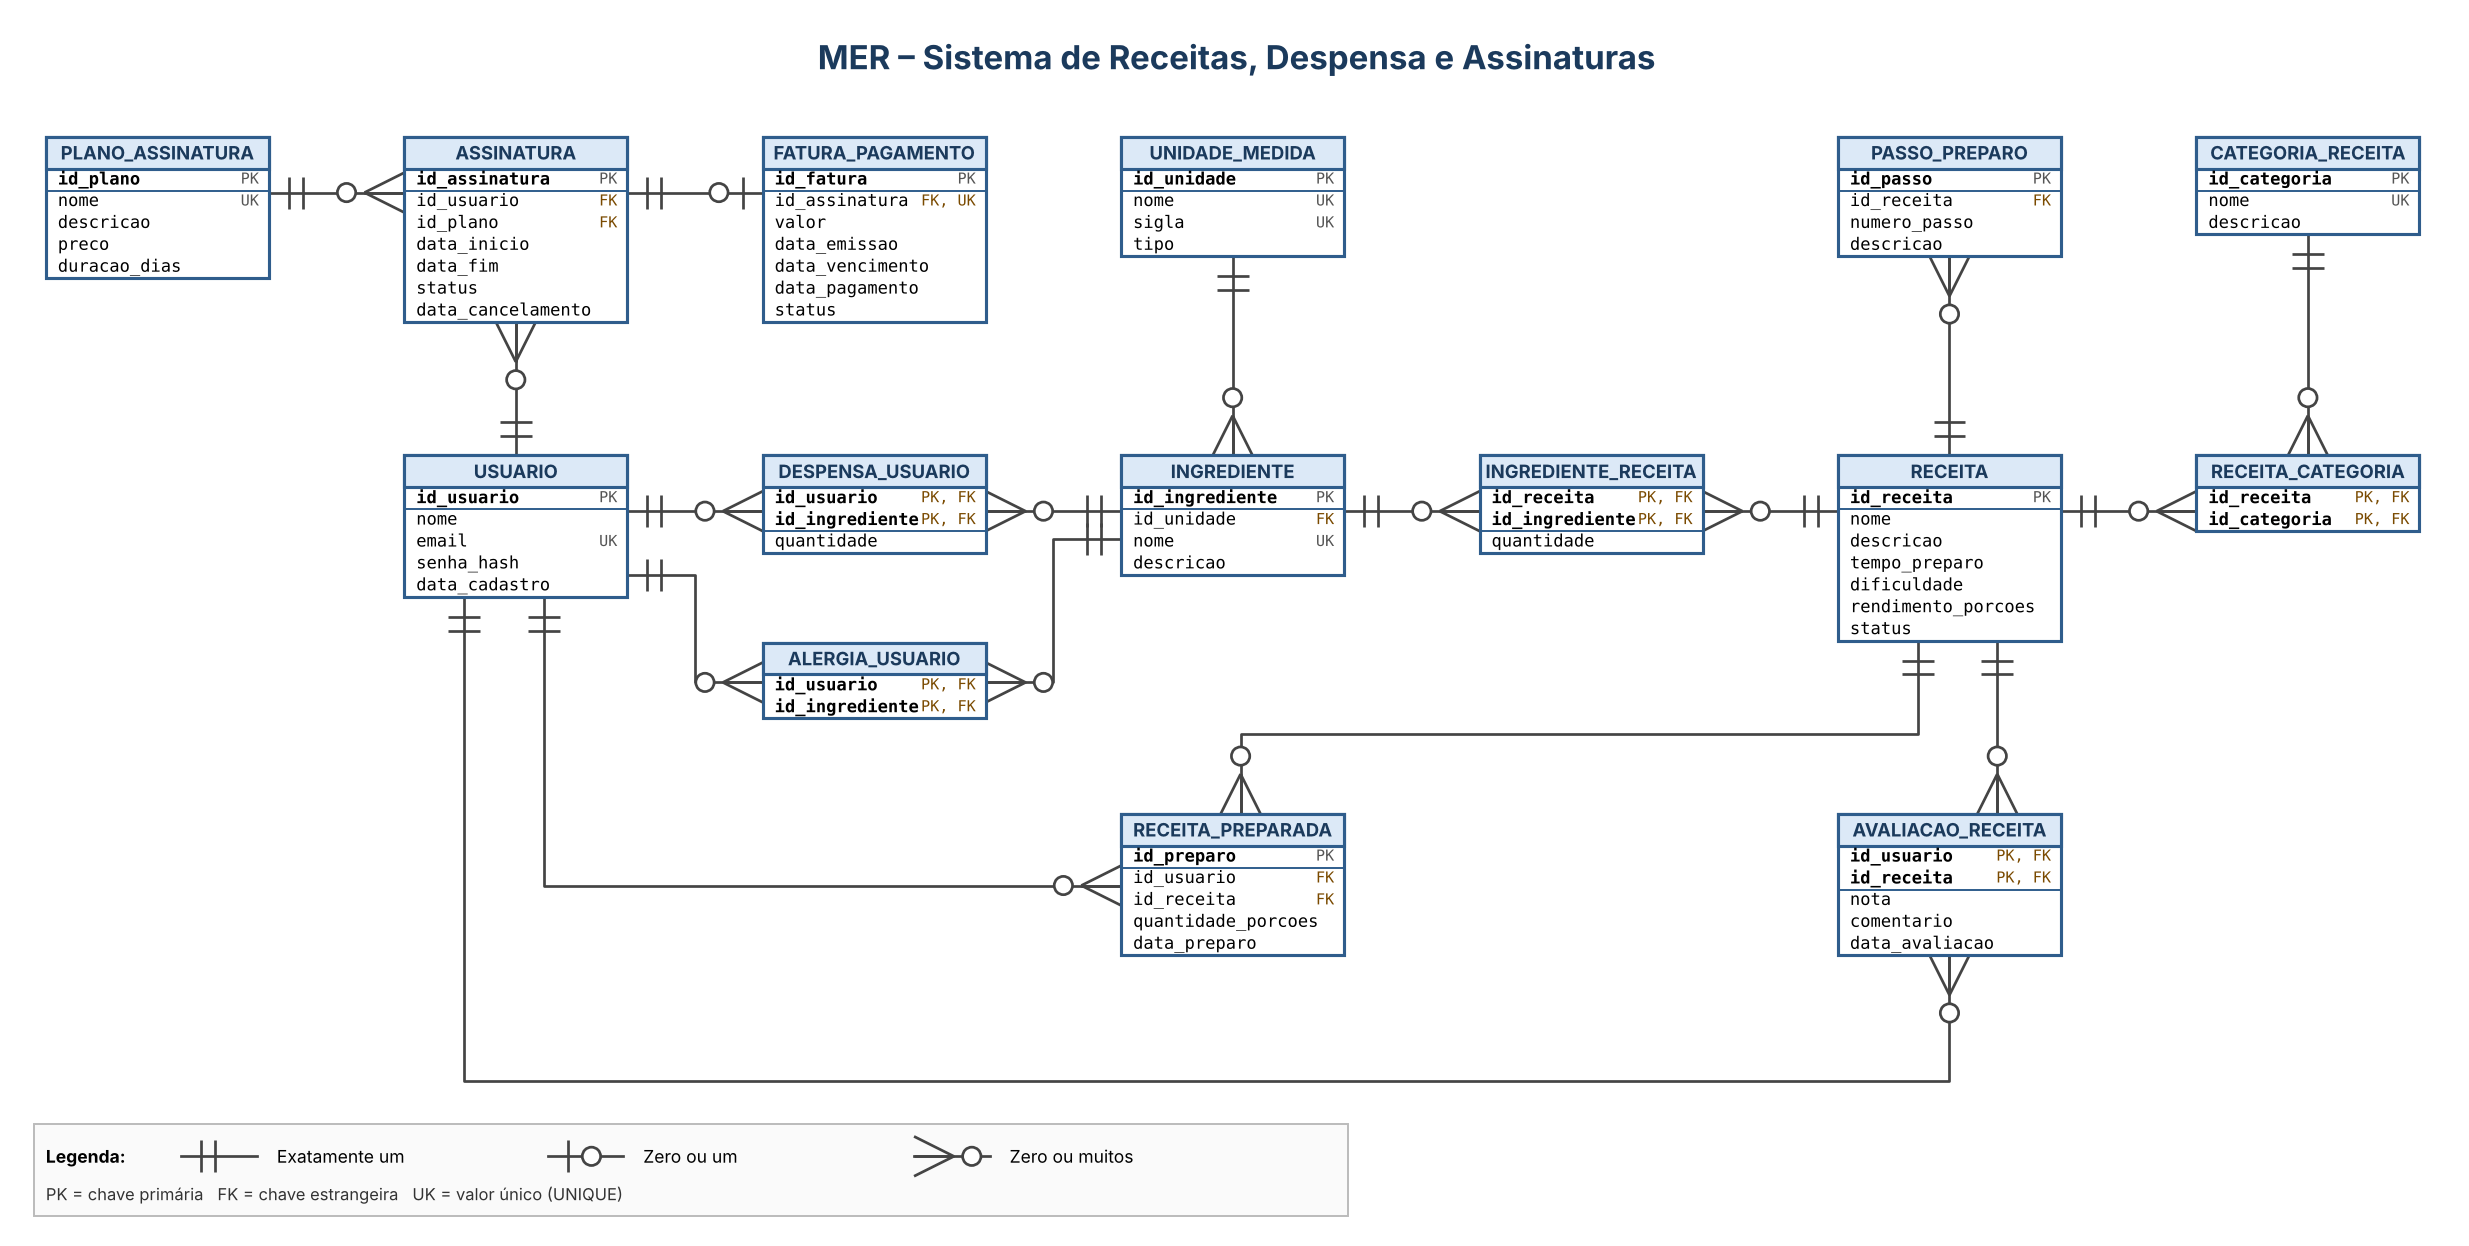 MER – Sistema de Receitas, Despensa e Assinaturas
PLANO_ASSINATURA
id_plano PK
nome UK
descricao
preco
duracao_dias
ASSINATURA
id_assinatura PK
id_usuario FK
id_plano FK
data_inicio
data_fim
status
data_cancelamento
FATURA_PAGAMENTO
id_fatura PK
id_assinatura FK, UK
valor
data_emissao
data_vencimento
data_pagamento
status
UNIDADE_MEDIDA
id_unidade PK
nome UK
sigla UK
tipo
PASSO_PREPARO
id_passo PK
id_receita FK
numero_passo
descricao
CATEGORIA_RECEITA
id_categoria PK
nome UK
descricao
USUARIO
id_usuario PK
nome
email UK
senha_hash
data_cadastro
DESPENSA_USUARIO
id_usuario PK, FK
id_ingrediente PK, FK
quantidade
INGREDIENTE
id_ingrediente PK
id_unidade FK
nome UK
descricao
INGREDIENTE_RECEITA
id_receita PK, FK
id_ingrediente PK, FK
quantidade
RECEITA
id_receita PK
nome
descricao
tempo_preparo
dificuldade
rendimento_porcoes
status
RECEITA_CATEGORIA
id_receita PK, FK
id_categoria PK, FK
ALERGIA_USUARIO
id_usuario PK, FK
id_ingrediente PK, FK
RECEITA_PREPARADA
id_preparo PK
id_usuario FK
id_receita FK
quantidade_porcoes
data_preparo
AVALIACAO_RECEITA
id_usuario PK, FK
id_receita PK, FK
nota
comentario
data_avaliacao
Legenda: Exatamente um Zero ou um Zero ou muitos
PK = chave primária FK = chave estrangeira UK = valor único (UNIQUE)